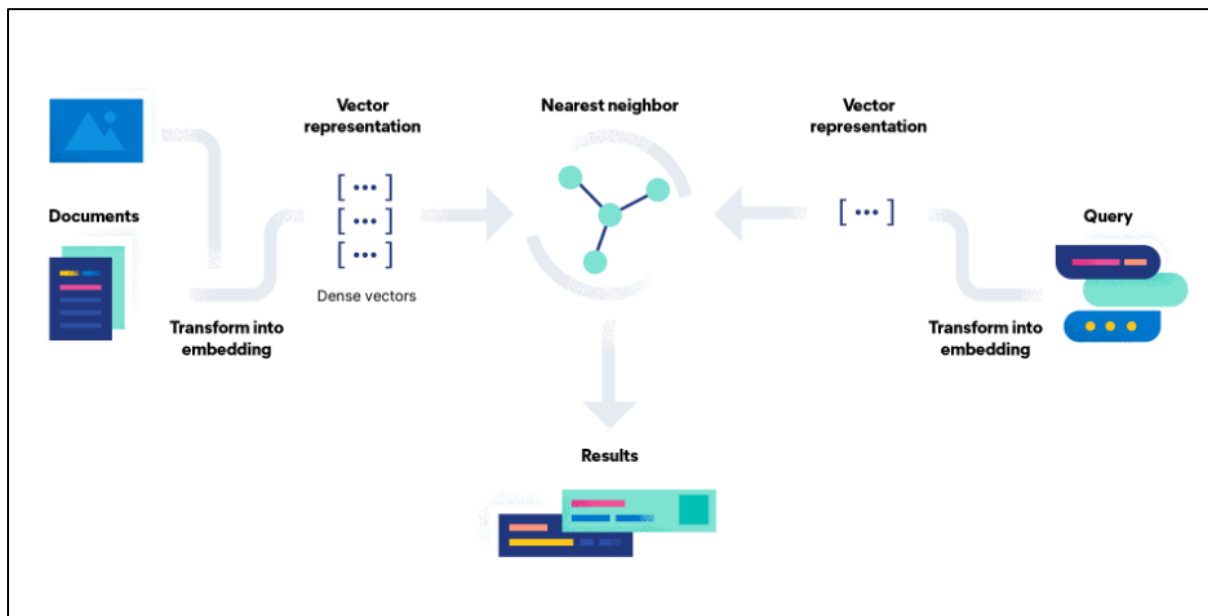 Vector
representation
Nearest neighbor
Vector
representation
[ ••• ]
[ ••• ]
[ ••• ]
[ ••• ]
Documents
Query
Dense vectors
Transform into
embedding
Transform into
embedding
Results